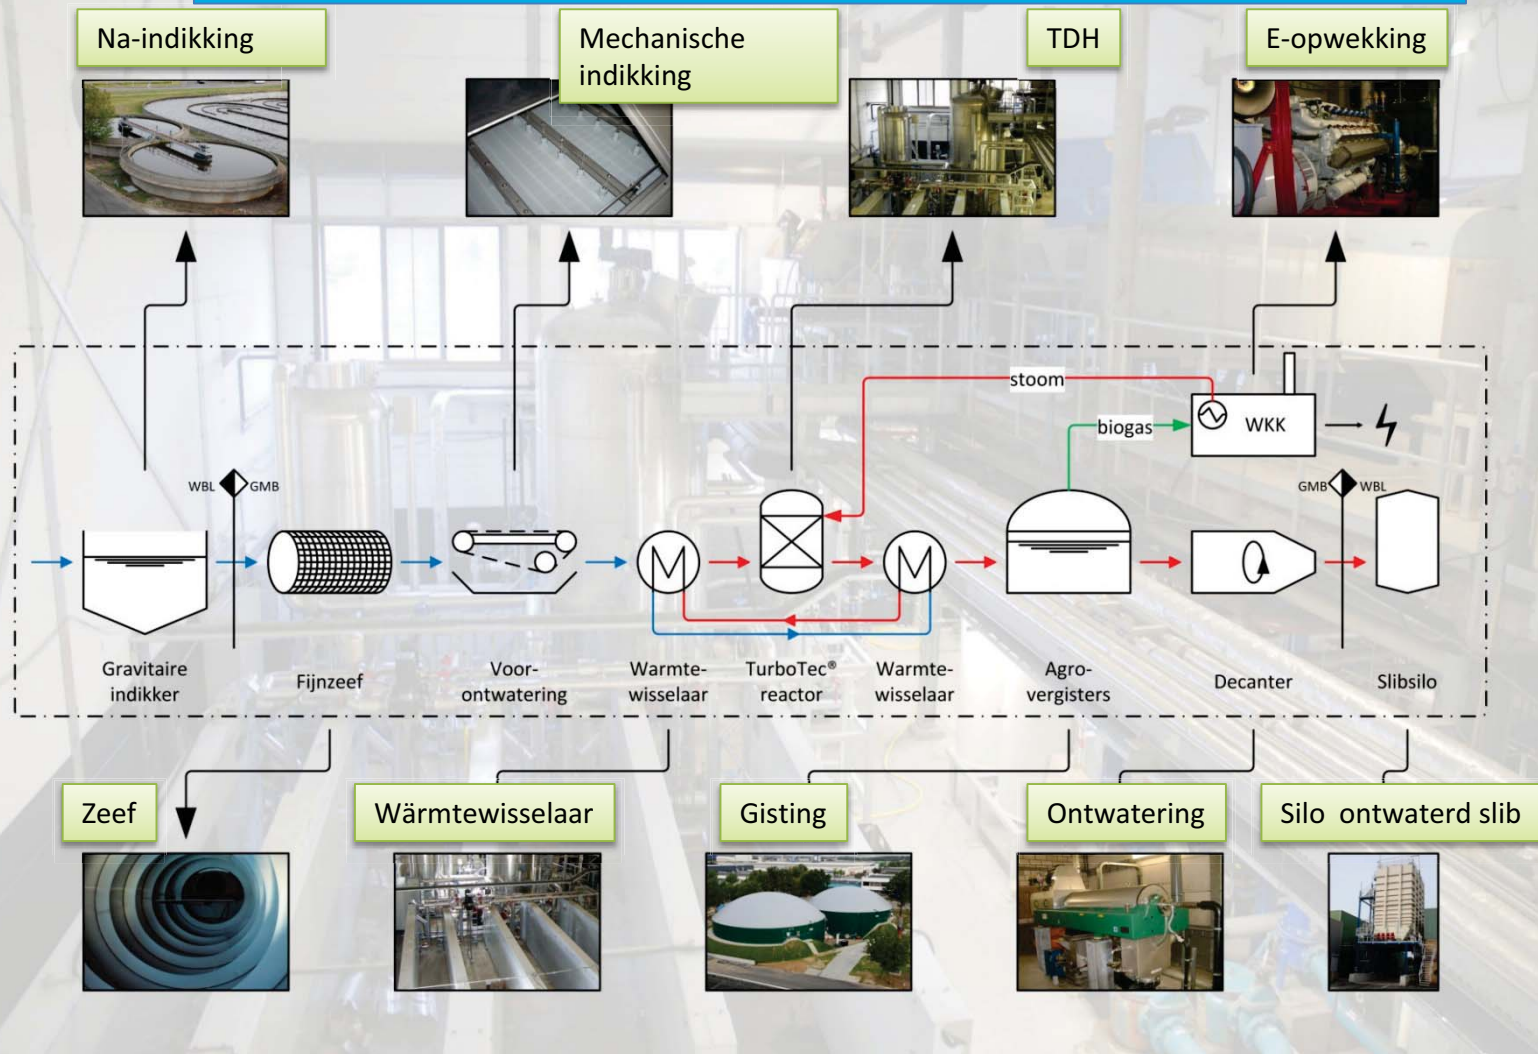 Na-indikking
Mechanische
indikking
TDH
E-opwekking
stoom
biogas
WKK
WBL
GMB
GMB
WBL
Gravitaire
indikker
Fijnzeef
Voor-
ontwatering
Warmte-
wisselaar
TurboTec®
reactor
Warmte-
wisselaar
Agro-
vergisters
Decanter
Slibsilo
Zeef
Wärmtewisselaar
Gisting
Ontwatering
Silo ontwaterd slib